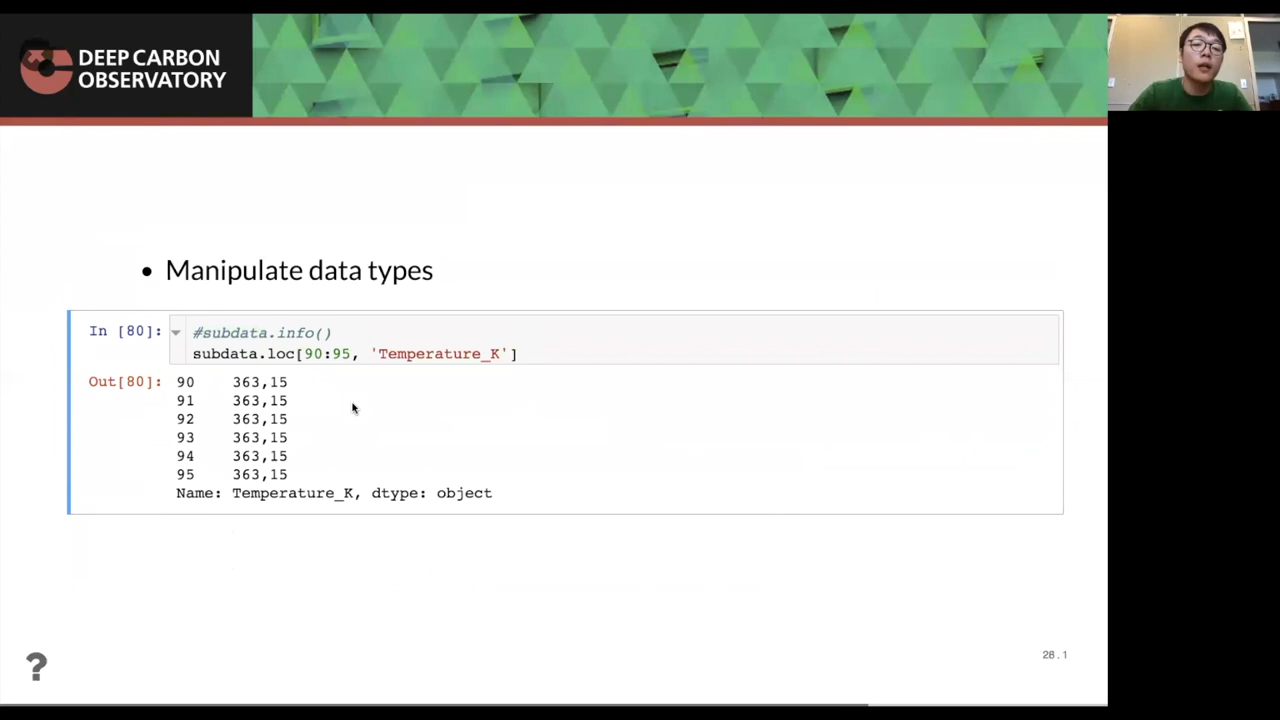 DEEP CARBON
OBSERVATORY
• Manipulate data types
In [80]:
#subdata.info()
subdata.loc[90:95, 'Temperature_K']
Out[80]:
90 363,15
91 363,15
92 363,15
93 363,15
94 363,15
95 363,15
Name: Temperature_K, dtype: object
?
28.1